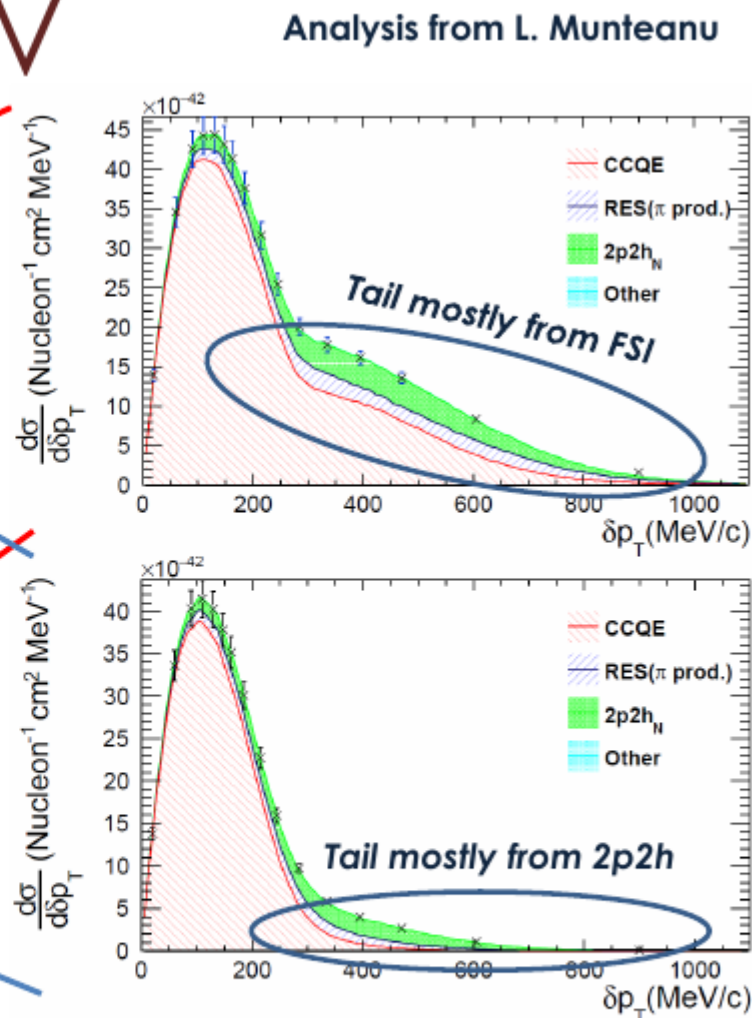 Analysis from L. Munteanu
×10⁻⁴²
dσ/dδp_T (Nucleon⁻¹ cm² MeV⁻¹)
45
40
35
30
25
20
15
10
5
0
CCQE
RES(π prod.)
2p2h_N
Other
Tail mostly from FSI
0 200 400 600 800 1000
δp_T(MeV/c)
×10⁻⁴²
dσ/dδp_T (Nucleon⁻¹ cm² MeV⁻¹)
40
35
30
25
20
15
10
5
0
CCQE
RES(π prod.)
2p2h_N
Other
Tail mostly from 2p2h
0 200 400 600 800 1000
δp_T(MeV/c)